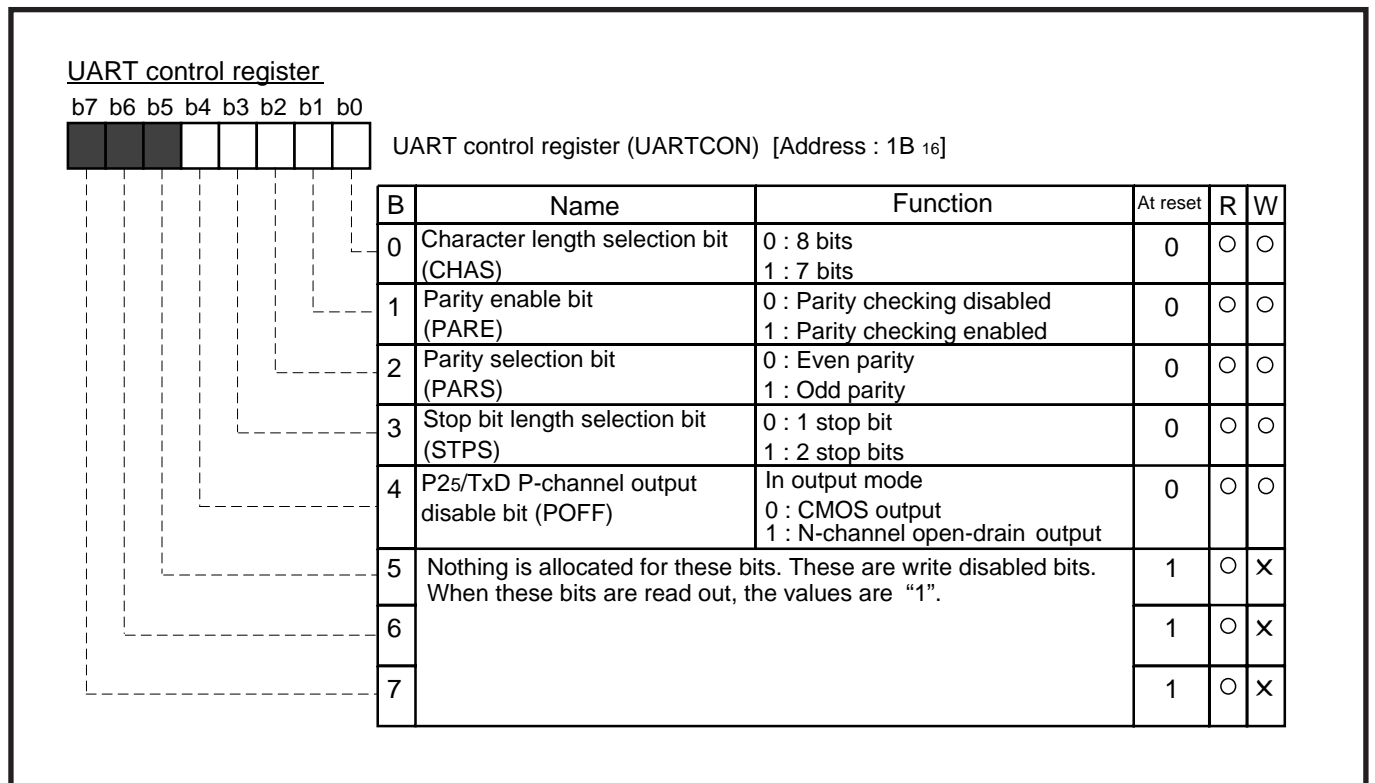 UART control register
b7 b6 b5 b4 b3 b2 b1 b0
UART control register (UARTCON) [Address : 1B 16]
B Name Function At reset R W
0 Character length selection bit (CHAS) 0 : 8 bits 0 ○ ○
1 : 7 bits
1 Parity enable bit (PARE) 0 : Parity checking disabled 0 ○ ○
1 : Parity checking enabled
2 Parity selection bit (PARS) 0 : Even parity 0 ○ ○
1 : Odd parity
3 Stop bit length selection bit (STPS) 0 : 1 stop bit 0 ○ ○
1 : 2 stop bits
4 P25/TxD P-channel output disable bit (POFF) In output mode 0 ○ ○
0 : CMOS output
1 : N-channel open-drain output
5 Nothing is allocated for these bits. These are write disabled bits. 1 ○ ×
When these bits are read out, the values are “1”.
6 1 ○ ×
7 1 ○ ×